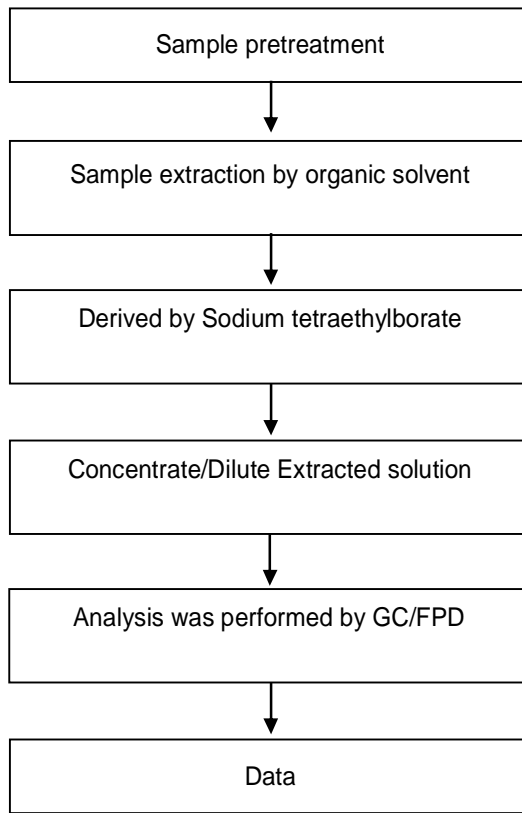 Sample pretreatment
Sample extraction by organic solvent
Derived by Sodium tetraethylborate
Concentrate/Dilute Extracted solution
Analysis was performed by GC/FPD
Data